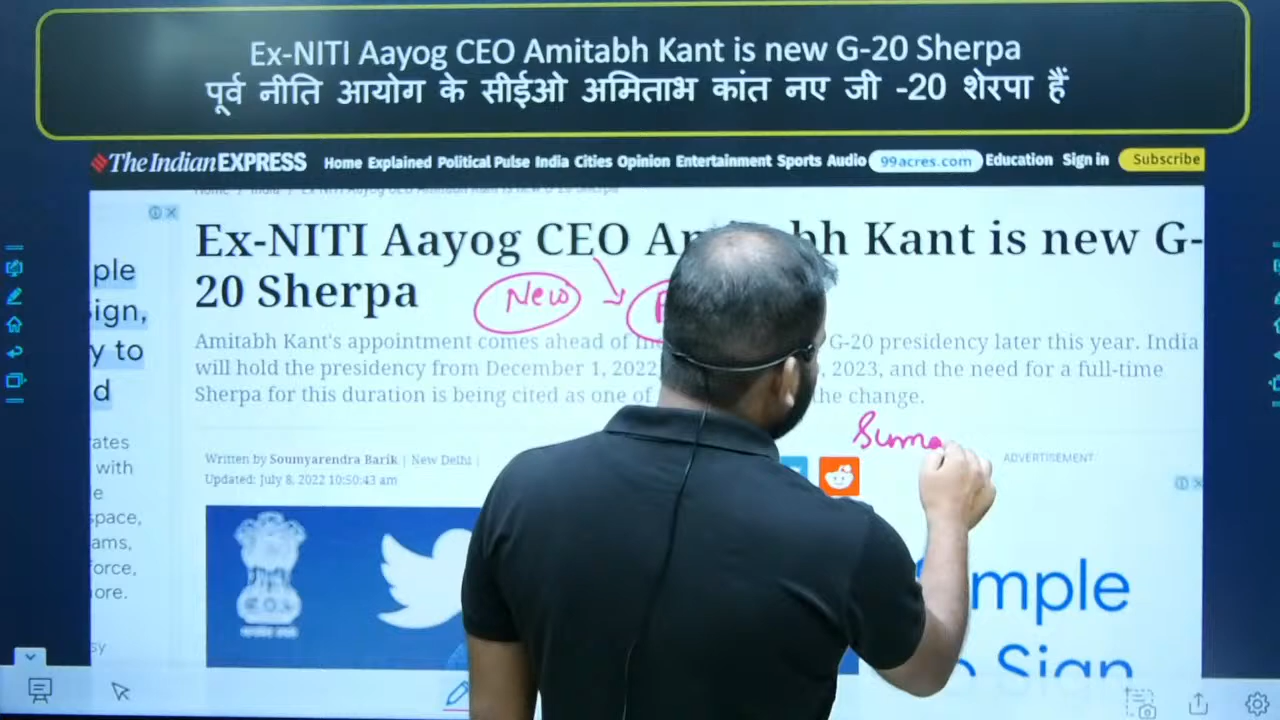 Ex-NITI Aayog CEO Amitabh Kant is new G-20 Sherpa
पूर्व नीति आयोग के सीईओ अमिताभ कांत नए जी -20 शेरपा हैं
The Indian EXPRESS Home Explained Political Pulse India Cities Opinion Entertainment Sports Audio 99acres.com Education Sign in Subscribe
Ex-NITI Aayog CEO bh Kant is new G-
20 Sherpa
New
Amitabh Kant's appointment comes ahead of G-20 presidency later this year. India
will hold the presidency from December 1, 2022 , 2023, and the need for a full-time
Sherpa for this duration is being cited as one of the change.
Suma
Written by Soumyarendra Barik | New Delhi |
Updated: July 8, 2022 10:50:43 am
ADVERTISEMENT
ple
ign,
y to
d
ates
with
e
space,
ams,
orce,
ore.
sy
mple
o Sign